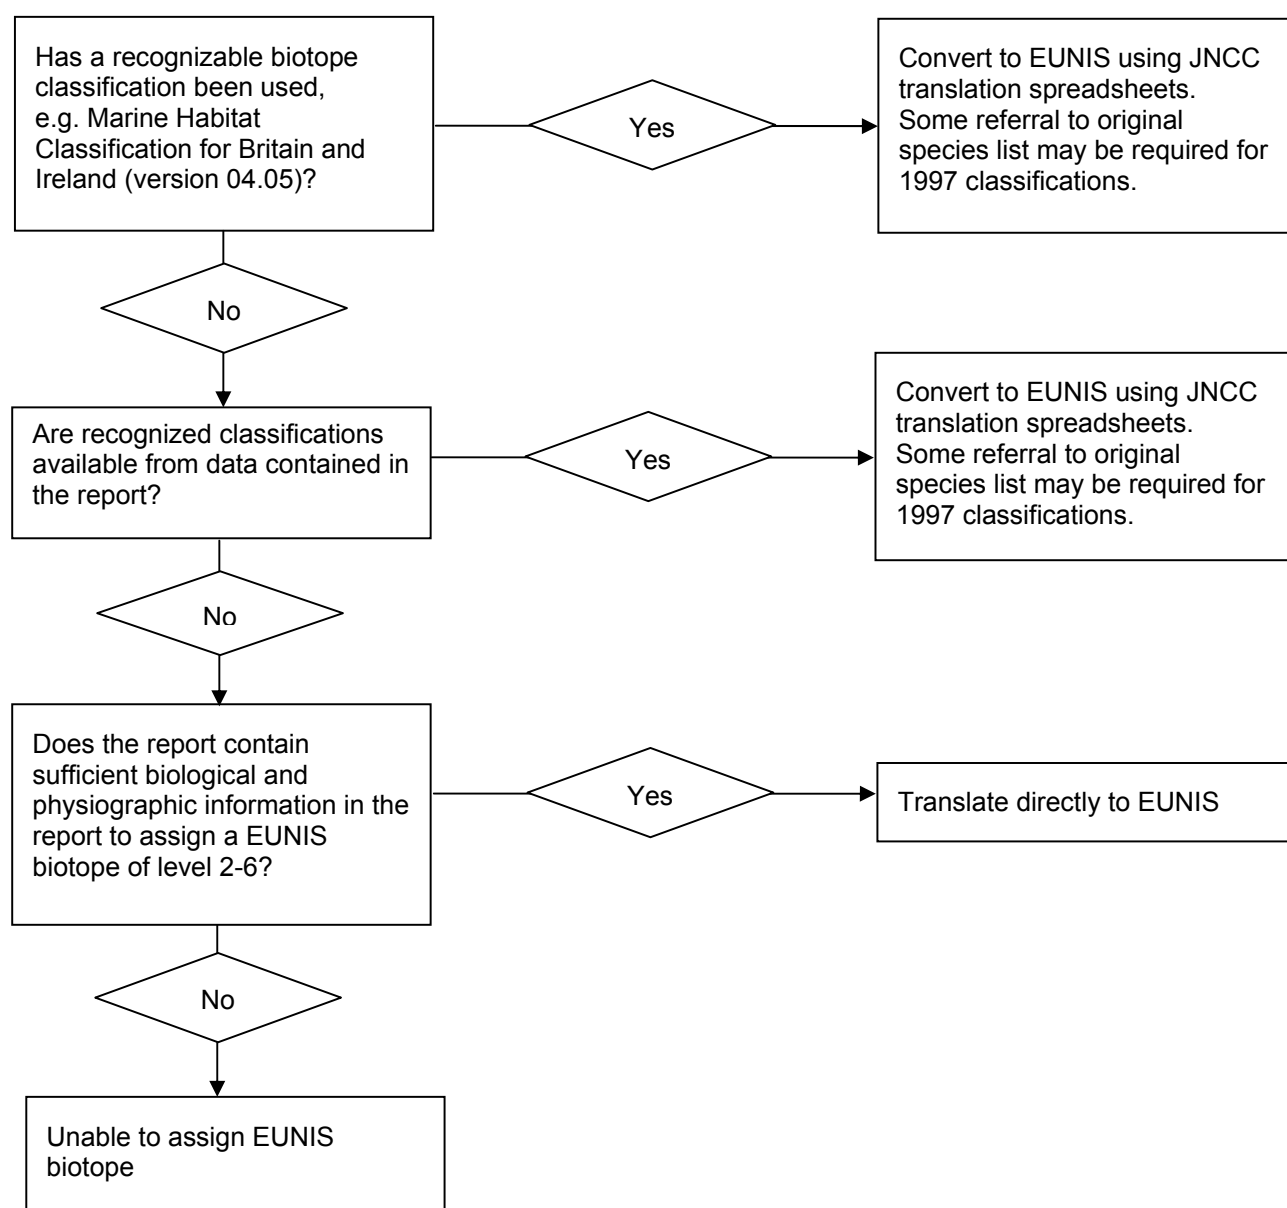 Has a recognizable biotope
classification been used,
e.g. Marine Habitat
Classification for Britain and
Ireland (version 04.05)?
Yes
Convert to EUNIS using JNCC
translation spreadsheets.
Some referral to original
species list may be required for
1997 classifications.
No
Are recognized classifications
available from data contained in
the report?
Yes
Convert to EUNIS using JNCC
translation spreadsheets.
Some referral to original
species list may be required for
1997 classifications.
No
Does the report contain
sufficient biological and
physiographic information in the
report to assign a EUNIS
biotope of level 2-6?
Yes
Translate directly to EUNIS
No
Unable to assign EUNIS
biotope